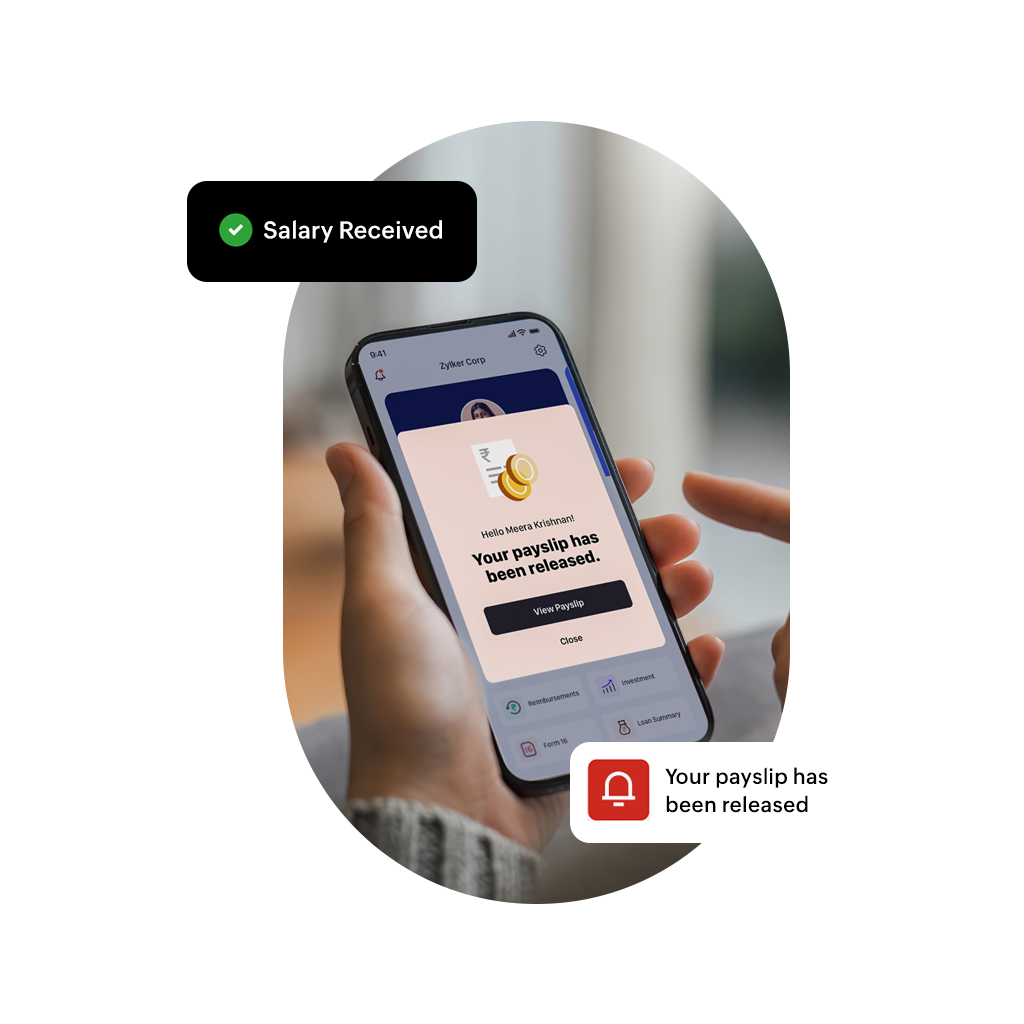 Salary Received
9:41
Zylker Corp
₹
Hello Meera Krishnan!
Your payslip has
been released.
View Payslip
Close
Reimbursements
Investment
16
Form 16
Loan Summary
Your payslip has
been released